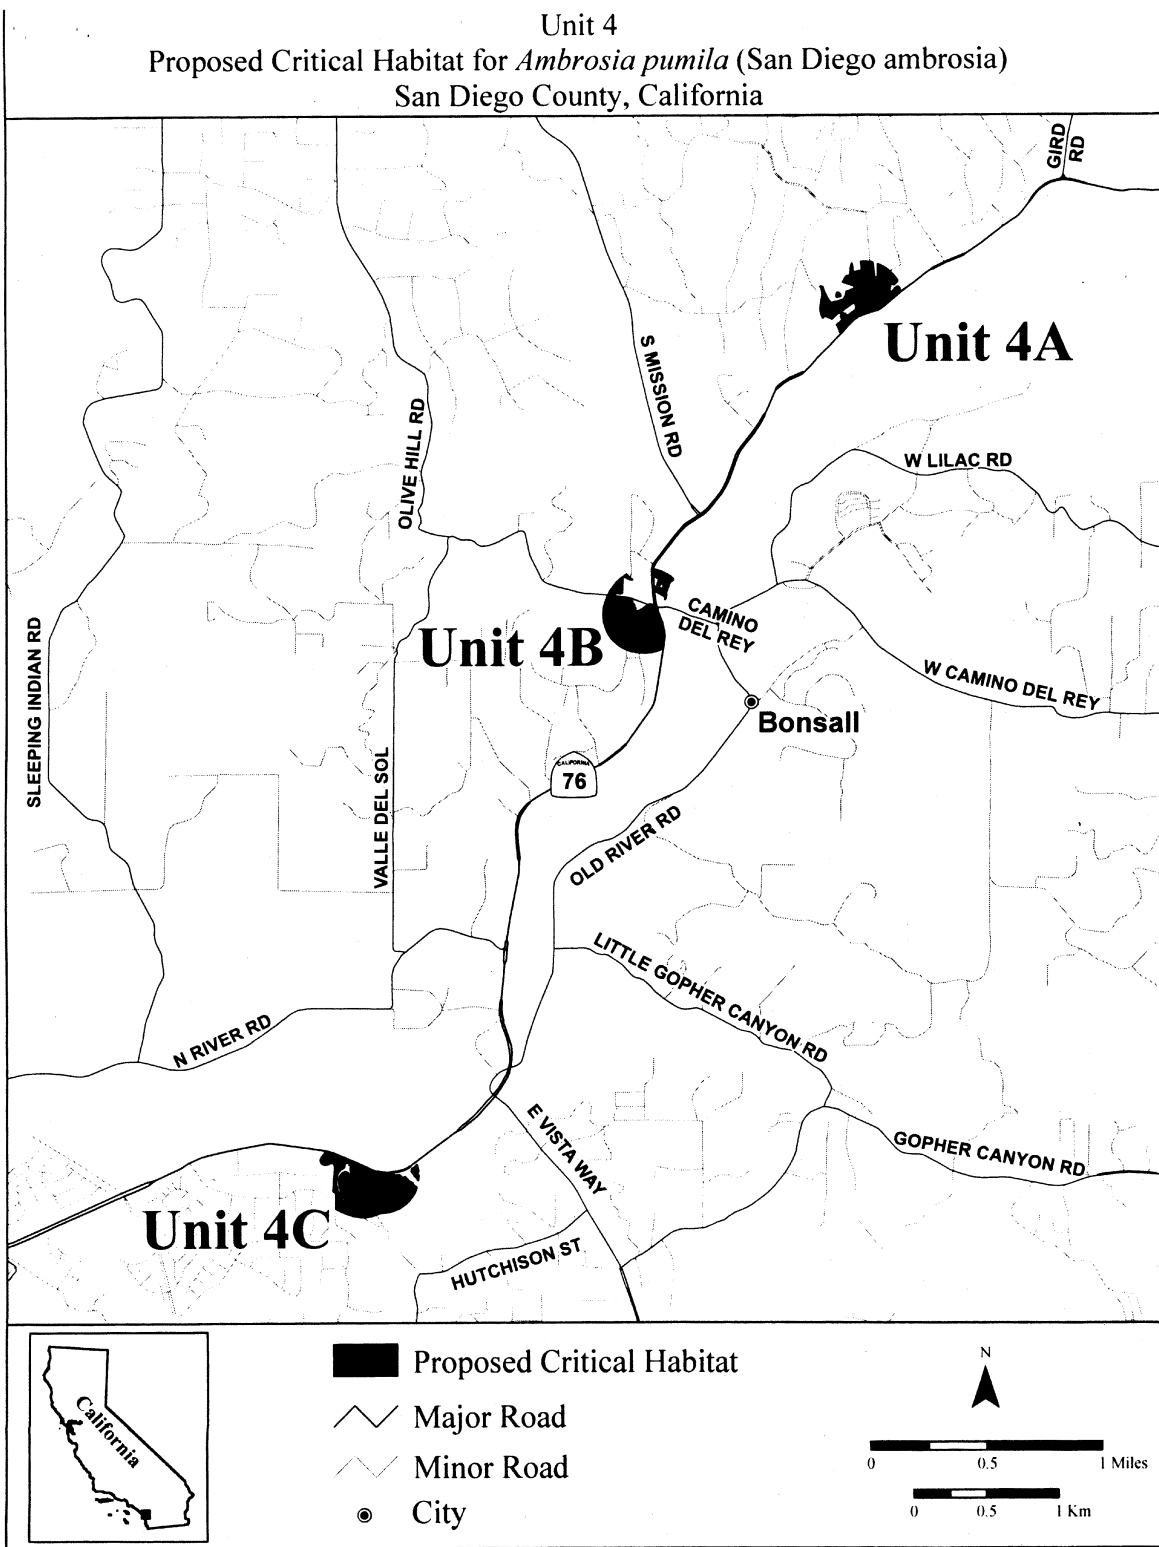 Unit 4
Proposed Critical Habitat for Ambrosia pumila (San Diego ambrosia)
San Diego County, California
GIRD
RD
Unit 4A
S MISSION RD
OLIVE HILL RD
W LILAC RD
CAMINO
DEL REY
Unit 4B
SLEEPING INDIAN RD
W CAMINO DEL REY
Bonsall
CALIFORNIA
76
VALLE DEL SOL
OLD RIVER RD
LITTLE GOPHER CANYON RD
N RIVER RD
E VISTA WAY
GOPHER CANYON RD
Unit 4C
HUTCHISON ST
California
Proposed Critical Habitat
Major Road
Minor Road
City
N
0 0.5 1 Miles
0 0.5 1 Km